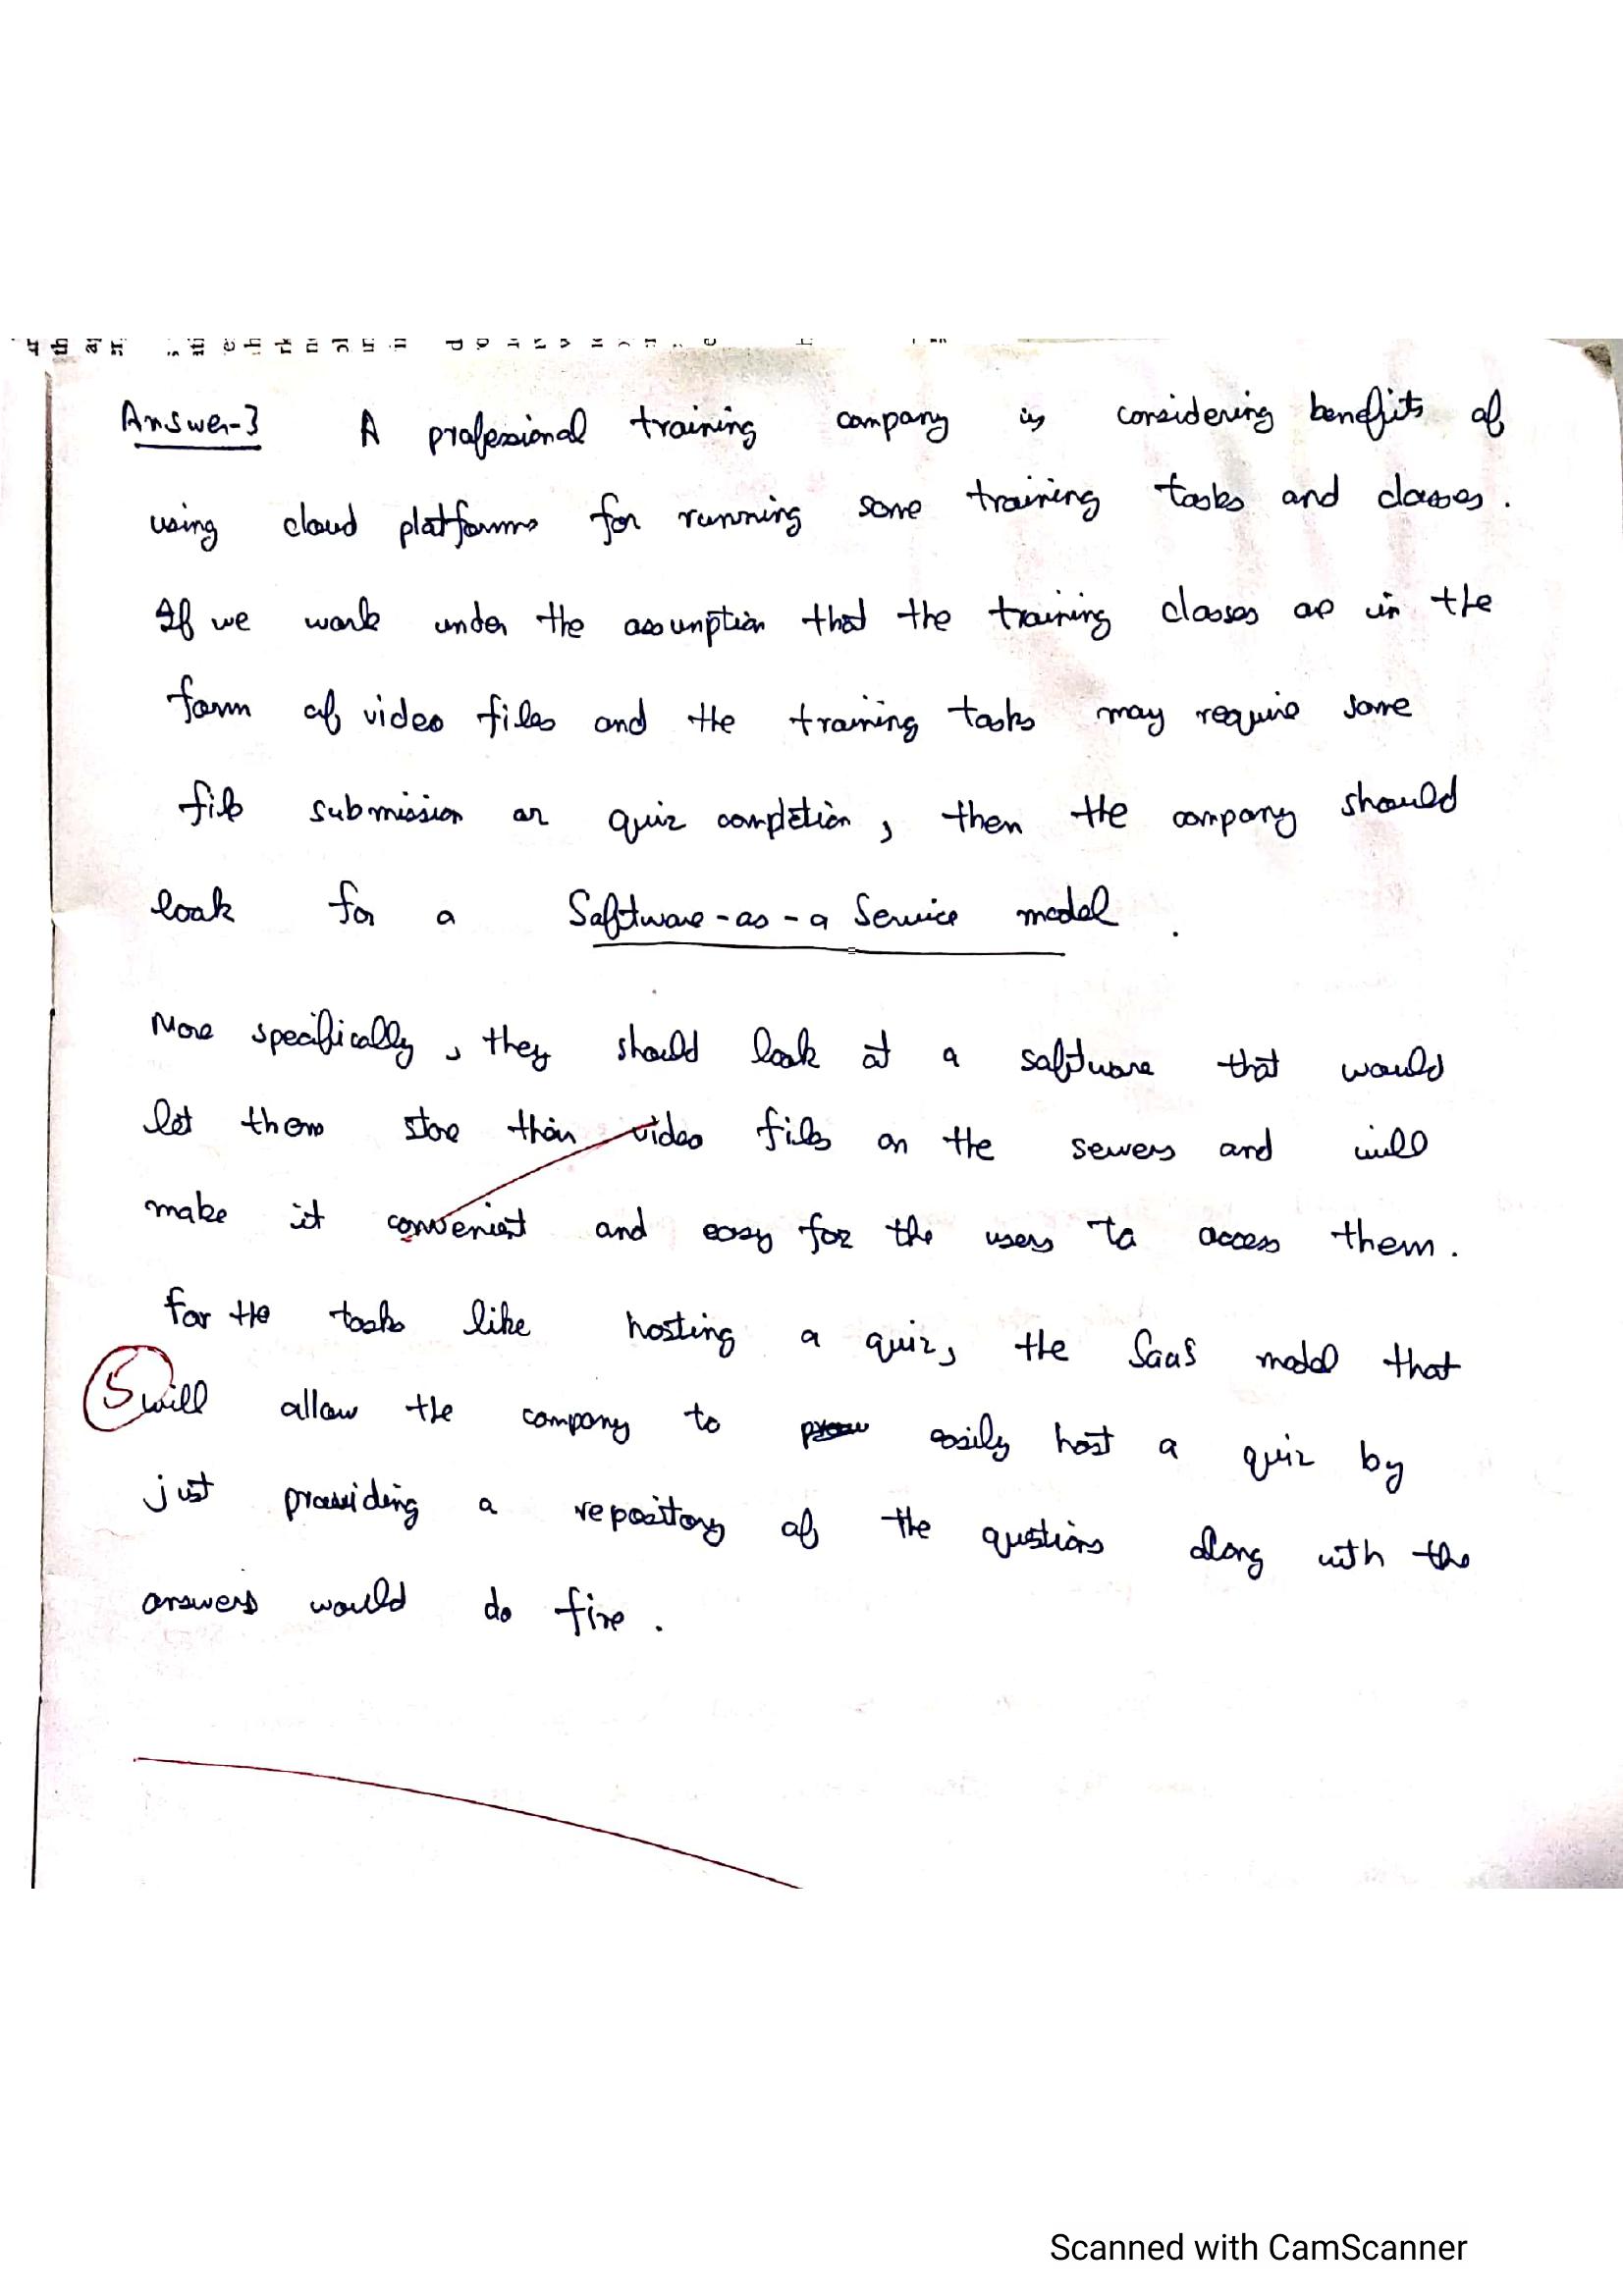 Answer-3 A professional training company is considering benefits of
using cloud platforms for running some training tasks and classes.
If we work under the assumption that the training classes are in the
form of video files and the training tasks may require some
file submission or quiz completion, then the company should
look for a Software-as-a Service model.
More specifically, they should look at a software that would
let them store their video files on the servers and will
make it convenient and easy for the users to access them.
For the tasks like hosting a quiz, the SaaS model that
5
will allow the company to easily host a quiz by
just providing a repository of the questions along with the
answers would do fine.
Scanned with CamScanner